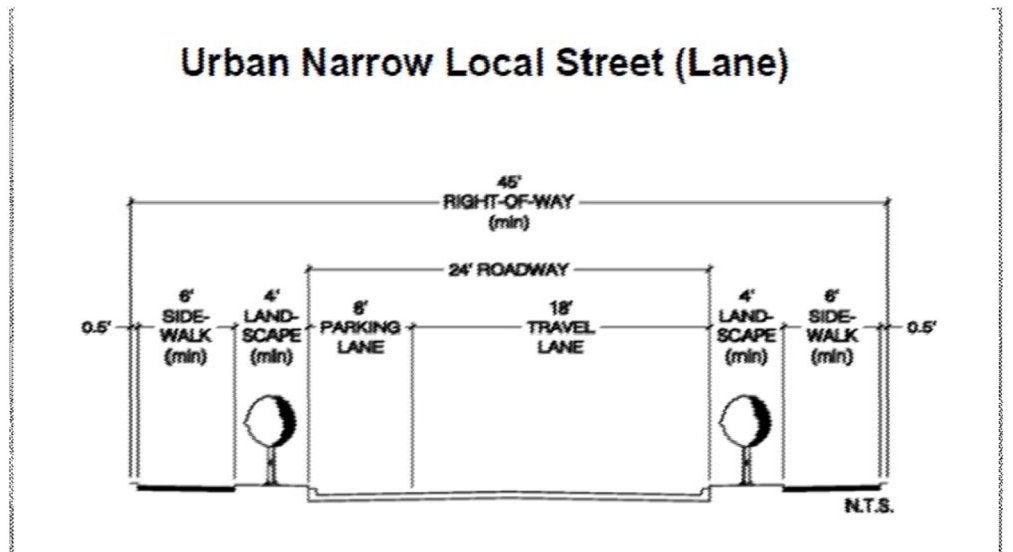 Urban Narrow Local Street (Lane)
45'
RIGHT-OF-WAY
(min)
24' ROADWAY
0.5'
6'
SIDE-
WALK
(min)
4'
LAND-
SCAPE
(min)
6'
PARKING
LANE
18'
TRAVEL
LANE
4'
LAND-
SCAPE
(min)
6'
SIDE-
WALK
(min)
0.5'
N.T.S.